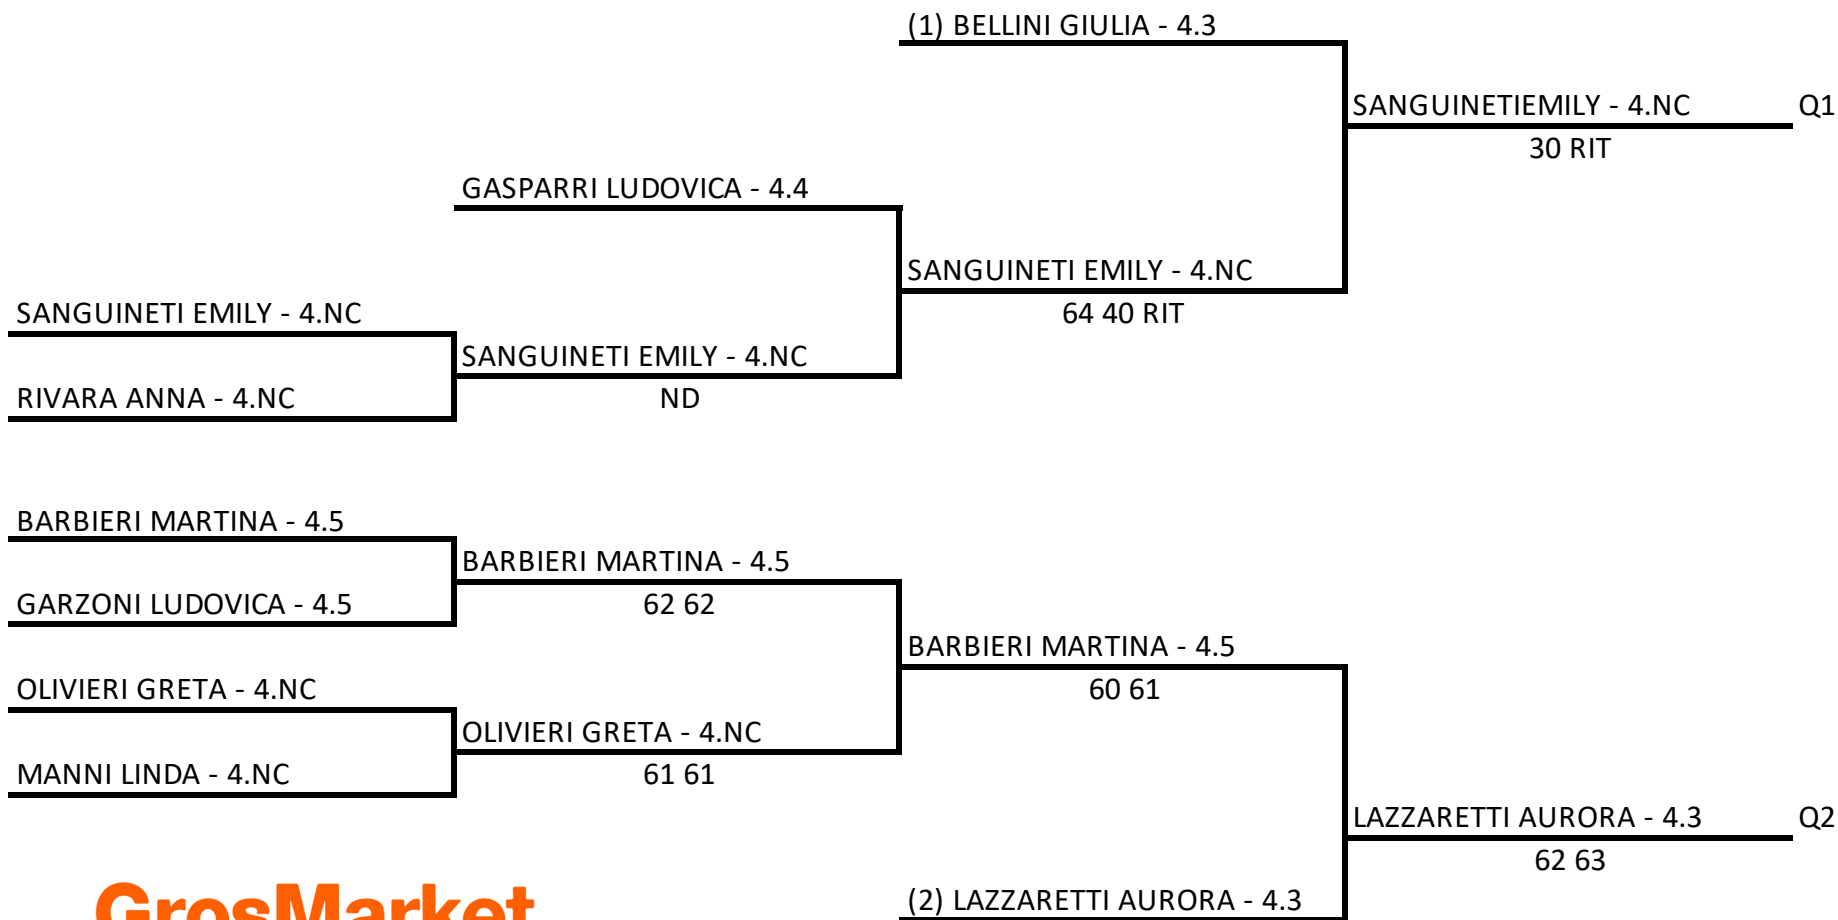 (1) BELLINI GIULIA - 4.3
SANGUINETIEMILY - 4.NC Q1
30 RIT
GASPARRI LUDOVICA - 4.4
SANGUINETI EMILY - 4.NC
SANGUINETI EMILY - 4.NC
64 40 RIT
SANGUINETI EMILY - 4.NC
RIVARA ANNA - 4.NC
ND
BARBIERI MARTINA - 4.5
BARBIERI MARTINA - 4.5
GARZONI LUDOVICA - 4.5
62 62
BARBIERI MARTINA - 4.5
OLIVIERI GRETA - 4.NC
60 61
OLIVIERI GRETA - 4.NC
MANNI LINDA - 4.NC
61 61
LAZZARETTI AURORA - 4.3 Q2
62 63
(2) LAZZARETTI AURORA - 4.3
GrosMarket